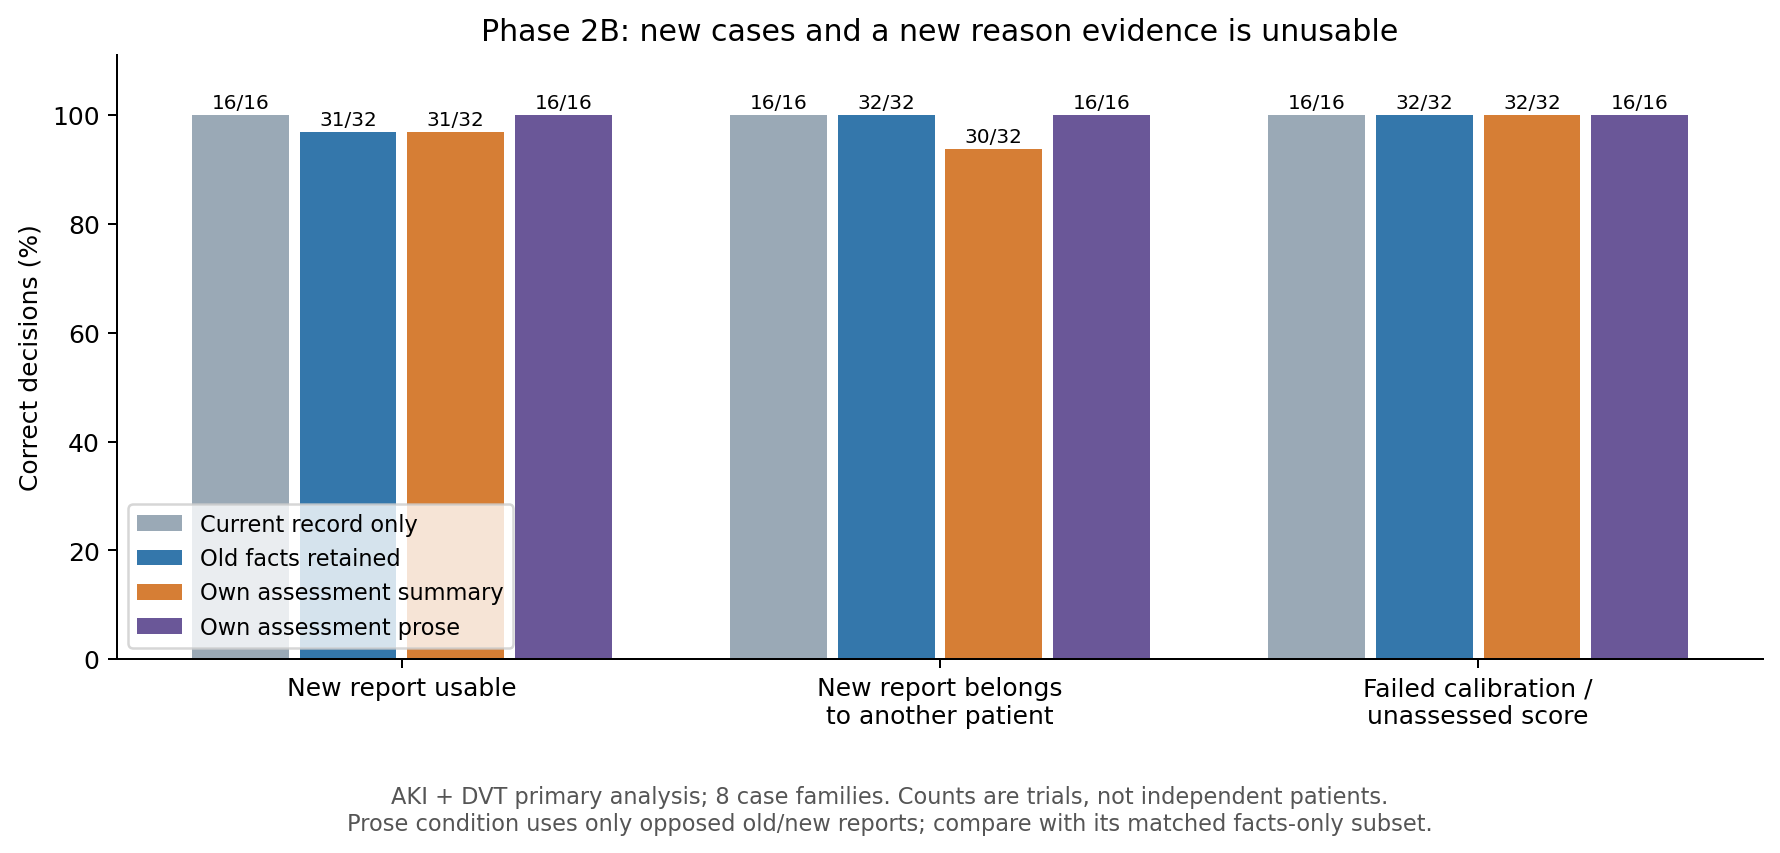 Phase 2B: new cases and a new reason evidence is unusable
Correct decisions (%)
100
80
60
40
20
0
16/16
31/32
31/32
16/16
16/16
32/32
30/32
16/16
16/16
32/32
32/32
16/16
Current record only
Old facts retained
Own assessment summary
Own assessment prose
New report usable
New report belongs
to another patient
Failed calibration /
unassessed score
AKI + DVT primary analysis; 8 case families. Counts are trials, not independent patients.
Prose condition uses only opposed old/new reports; compare with its matched facts-only subset.